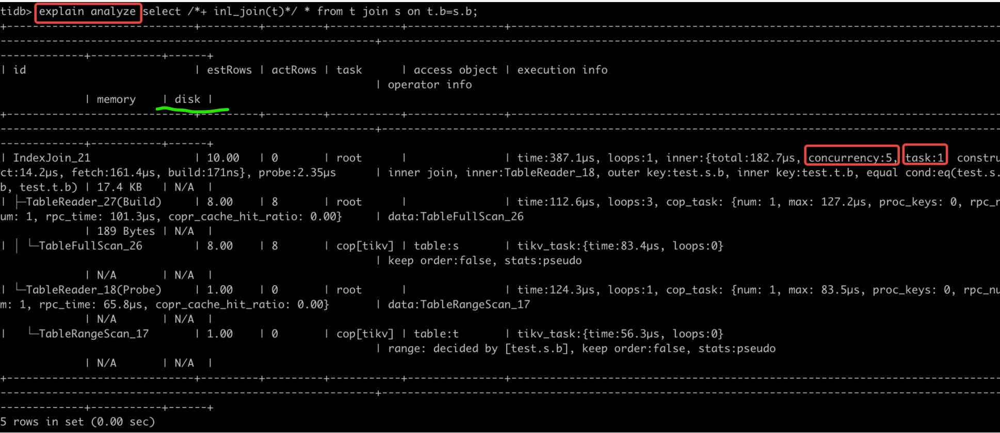 tidb> explain analyze select /*+ inl_join(t)*/ * from t join s on t.b=s.b;
+-----------------------------+---------+---------+-----------+---------------+----------------------------------------------------------------------------
----------------------------------------------------------+------------------------------------------------------------------------------------------------
-------------+-----------+------+
| id                          | estRows | actRows | task      | access object | execution info
                                                          | operator info
             | memory    | disk |
+-----------------------------+---------+---------+-----------+---------------+----------------------------------------------------------------------------
----------------------------------------------------------+------------------------------------------------------------------------------------------------
-------------+-----------+------+
| IndexJoin_21                | 10.00   | 0       | root      |               | time:387.1µs, loops:1, inner:{total:182.7µs, concurrency:5, task:1  constru
ct:14.2µs, fetch:161.4µs, build:171ns}, probe:2.35µs      | inner join, inner:TableReader_18, outer key:test.s.b, inner key:test.t.b, equal cond:eq(test.s.
b, test.t.b) | 17.4 KB   | N/A  |
| ├─TableReader_27(Build)     | 8.00    | 8       | root      |               | time:112.6µs, loops:3, cop_task: {num: 1, max: 127.2µs, proc_keys: 0, rpc_n
um: 1, rpc_time: 101.3µs, copr_cache_hit_ratio: 0.00}     | data:TableFullScan_26
             | 189 Bytes | N/A  |
| │ └─TableFullScan_26        | 8.00    | 8       | cop[tikv] | table:s       | tikv_task:{time:83.4µs, loops:0}
                                                          | keep order:false, stats:pseudo
             | N/A       | N/A  |
| └─TableReader_18(Probe)     | 1.00    | 0       | root      |               | time:124.3µs, loops:1, cop_task: {num: 1, max: 83.5µs, proc_keys: 0, rpc_nu
m: 1, rpc_time: 65.8µs, copr_cache_hit_ratio: 0.00}       | data:TableRangeScan_17
             | N/A       | N/A  |
|   └─TableRangeScan_17       | 1.00    | 0       | cop[tikv] | table:t       | tikv_task:{time:56.3µs, loops:0}
                                                          | range: decided by [test.s.b], keep order:false, stats:pseudo
             | N/A       | N/A  |
+-----------------------------+---------+---------+-----------+---------------+----------------------------------------------------------------------------
----------------------------------------------------------+------------------------------------------------------------------------------------------------
-------------+-----------+------+
5 rows in set (0.00 sec)